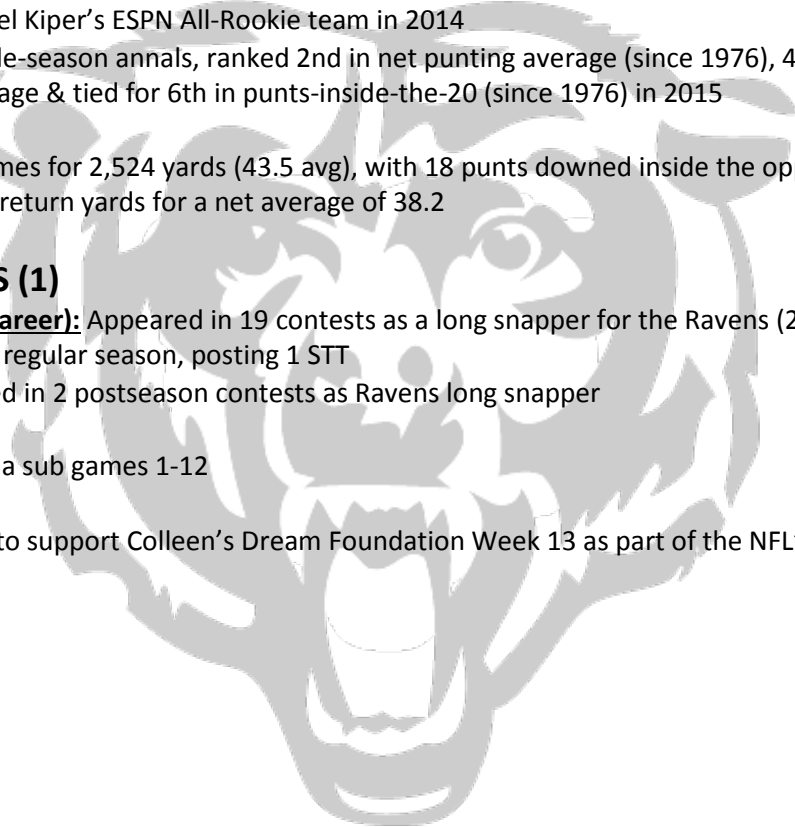 el Kiper’s ESPN All-Rookie team in 2014
le-season annals, ranked 2nd in net punting average (since 1976), 4
age & tied for 6th in punts-inside-the-20 (since 1976) in 2015
mes for 2,524 yards (43.5 avg), with 18 punts downed inside the op
return yards for a net average of 38.2
S (1)
areer): Appeared in 19 contests as a long snapper for the Ravens (2
regular season, posting 1 STT
ed in 2 postseason contests as Ravens long snapper
a sub games 1-12
to support Colleen’s Dream Foundation Week 13 as part of the NFL